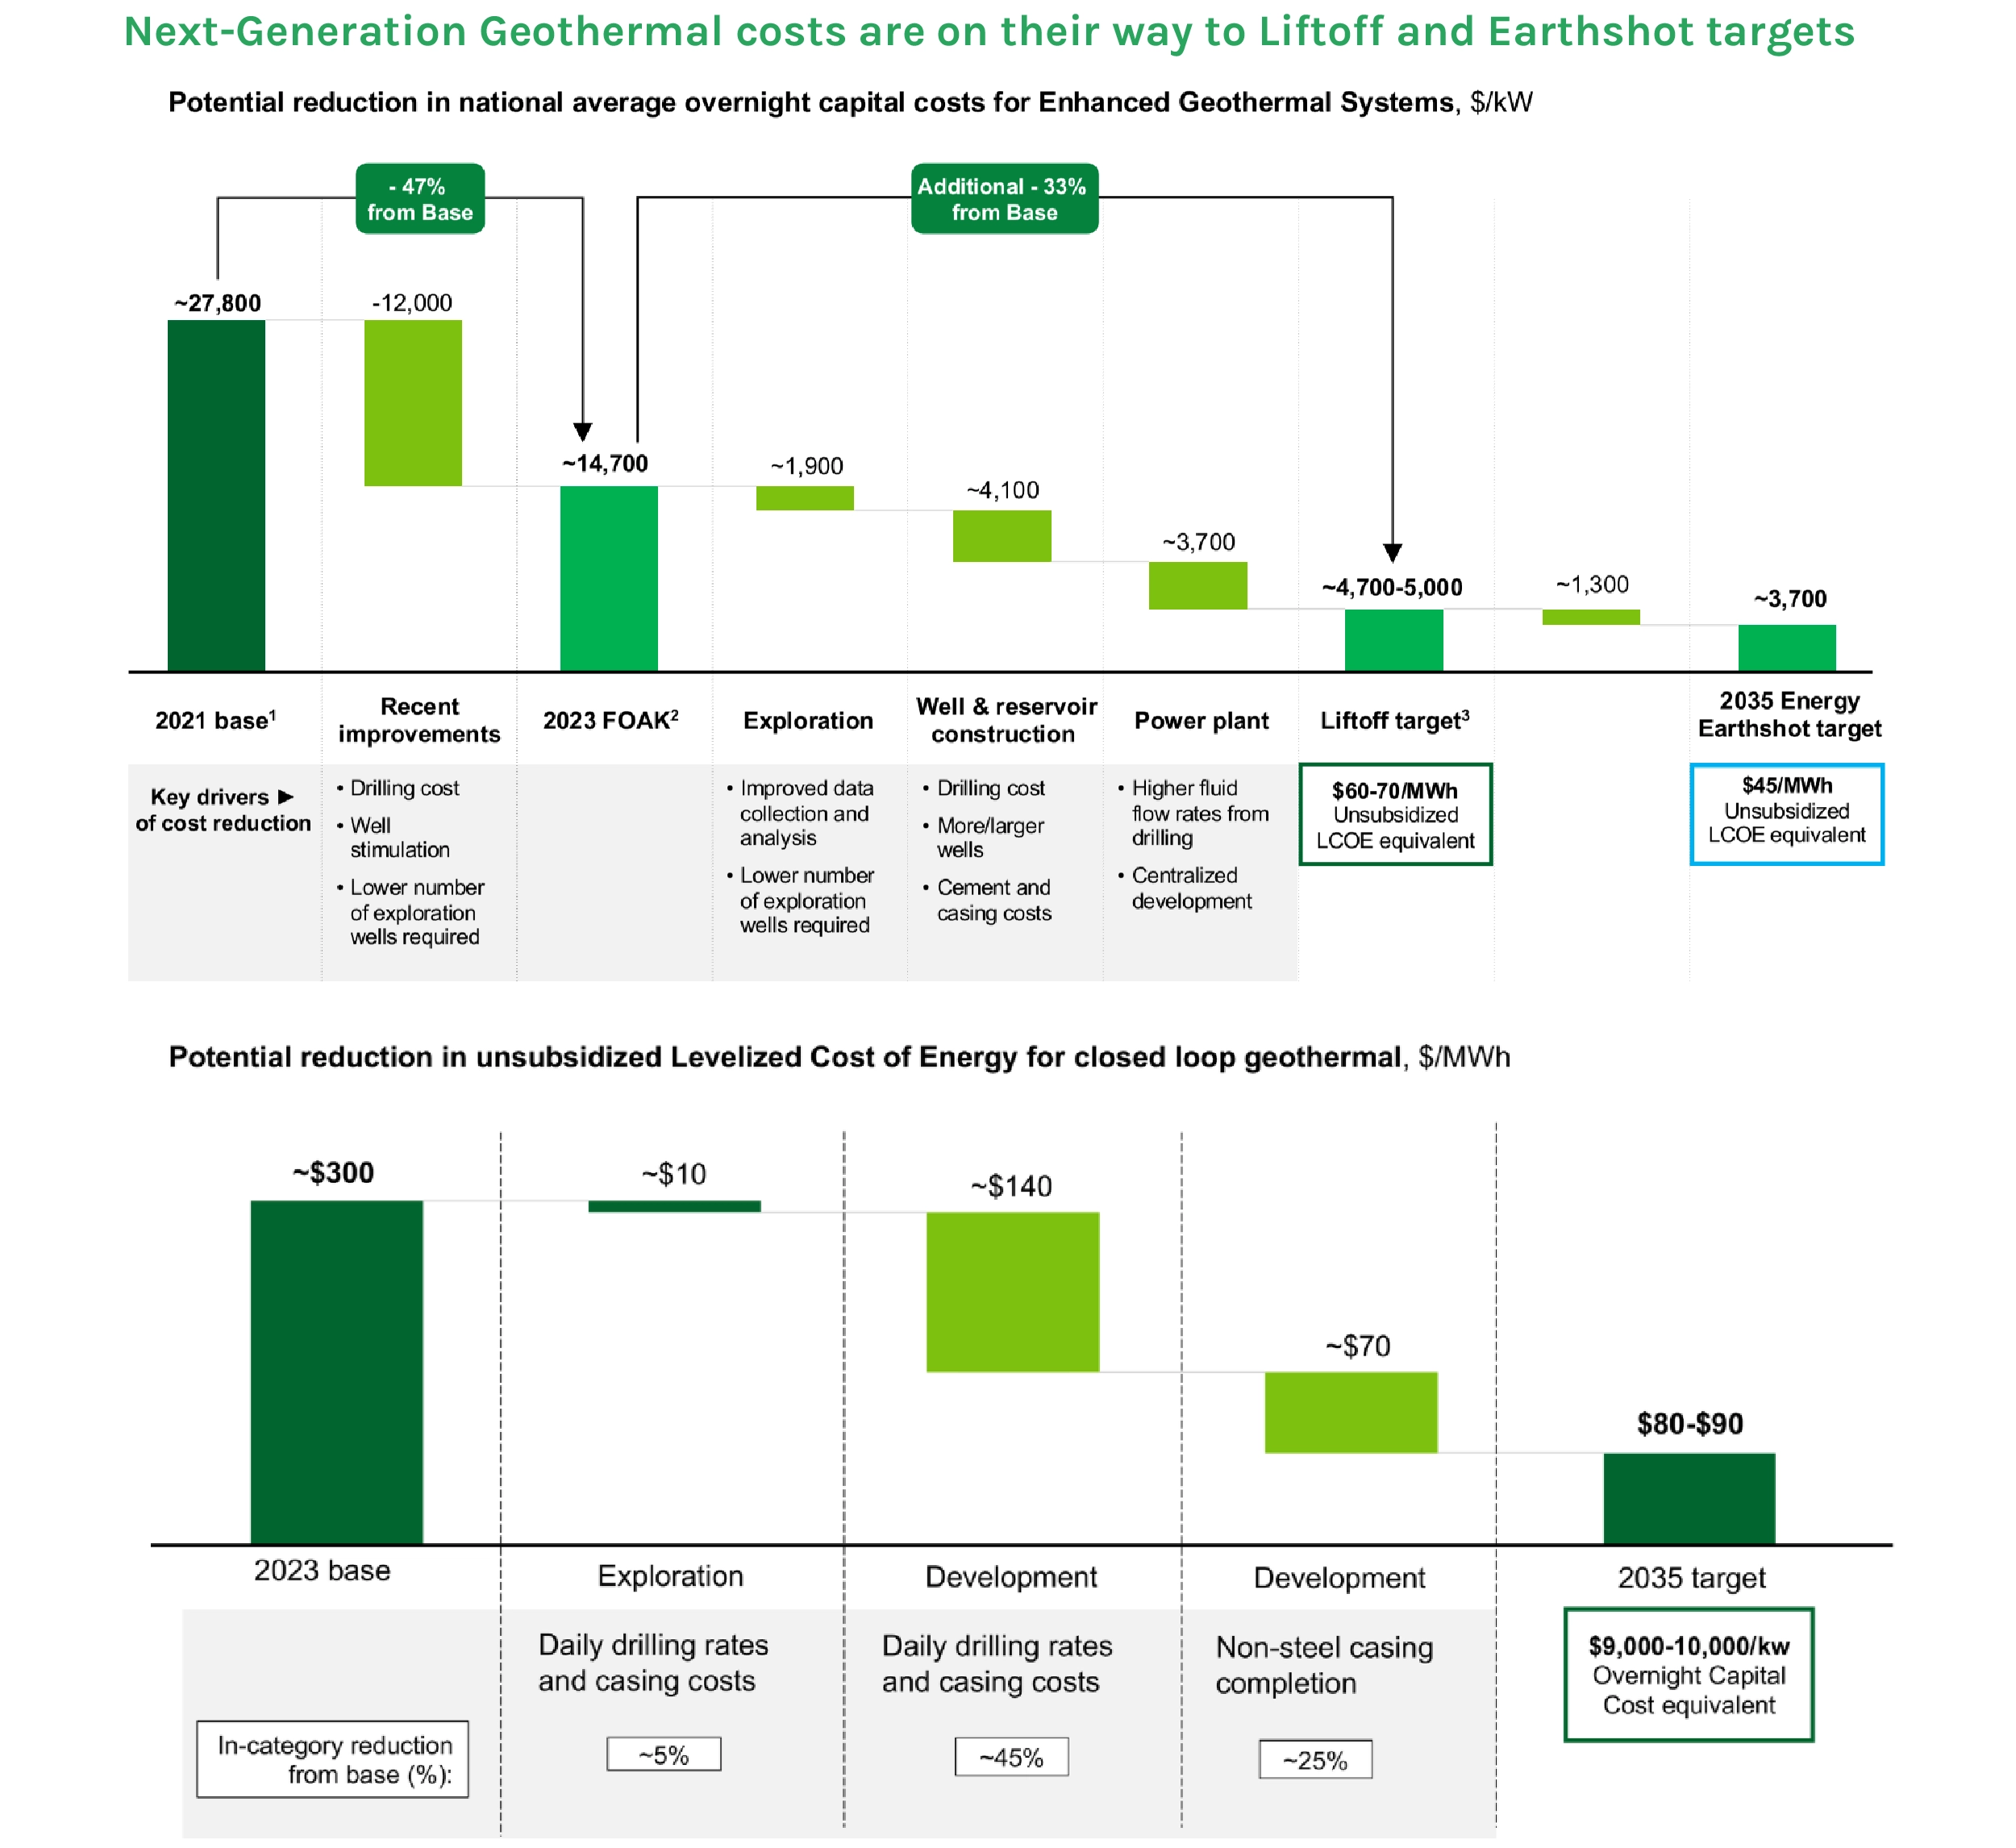 Next-Generation Geothermal costs are on their way to Liftoff and Earthshot targets
Potential reduction in national average overnight capital costs for Enhanced Geothermal Systems, $/kW
- 47%
from Base
Additional - 33%
from Base
~27,800
-12,000
~14,700
~1,900
~4,100
~3,700
~4,700-5,000
~1,300
~3,700
2021 base¹
Recent
improvements
2023 FOAK²
Exploration
Well & reservoir
construction
Power plant
Liftoff target³
2035 Energy
Earthshot target
Key drivers ►
of cost reduction
• Drilling cost
• Well
stimulation
• Lower number
of exploration
wells required
• Improved data
collection and
analysis
• Lower number
of exploration
wells required
• Drilling cost
• More/larger
wells
• Cement and
casing costs
• Higher fluid
flow rates from
drilling
• Centralized
development
$60-70/MWh
Unsubsidized
LCOE equivalent
$45/MWh
Unsubsidized
LCOE equivalent
Potential reduction in unsubsidized Levelized Cost of Energy for closed loop geothermal, $/MWh
~$300
~$10
~$140
~$70
$80-$90
2023 base
Exploration
Development
Development
2035 target
Daily drilling rates
and casing costs
Daily drilling rates
and casing costs
Non-steel casing
completion
$9,000-10,000/kw
Overnight Capital
Cost equivalent
In-category reduction
from base (%):
~5%
~45%
~25%